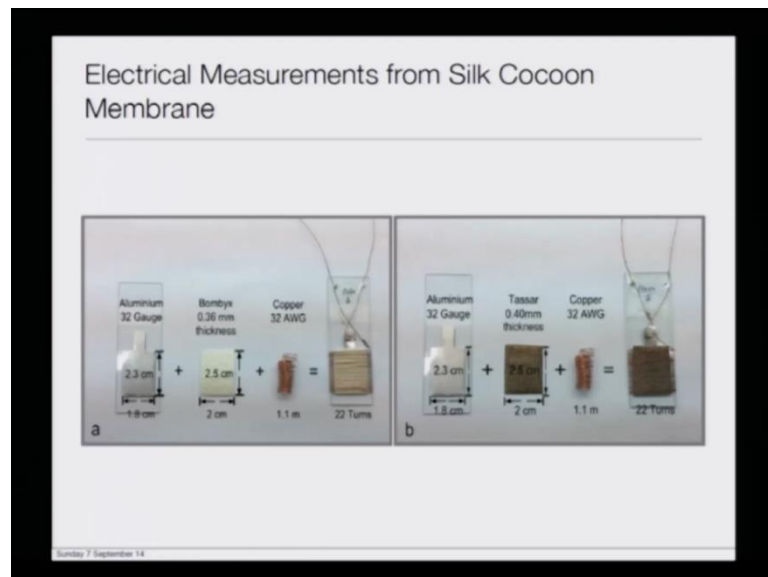 Electrical Measurements from Silk Cocoon
Membrane
Aluminium
32 Gauge
Bombyx
0.36 mm
thickness
Copper
32 AWG
2.3 cm
+
2.5 cm
+
=
1.8 cm
2 cm
1.1 m
22 Turns
a
Aluminium
32 Gauge
Tassar
0.40mm
thickness
Copper
32 AWG
2.3 cm
+
2.5 cm
+
=
1.8 cm
2 cm
1.1 m
22 Turns
b
Sunday 7 September 14